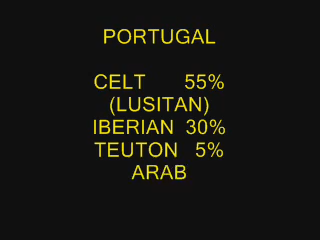 PORTUGAL
CELT 55%
(LUSITAN)
IBERIAN 30%
TEUTON 5%
ARAB